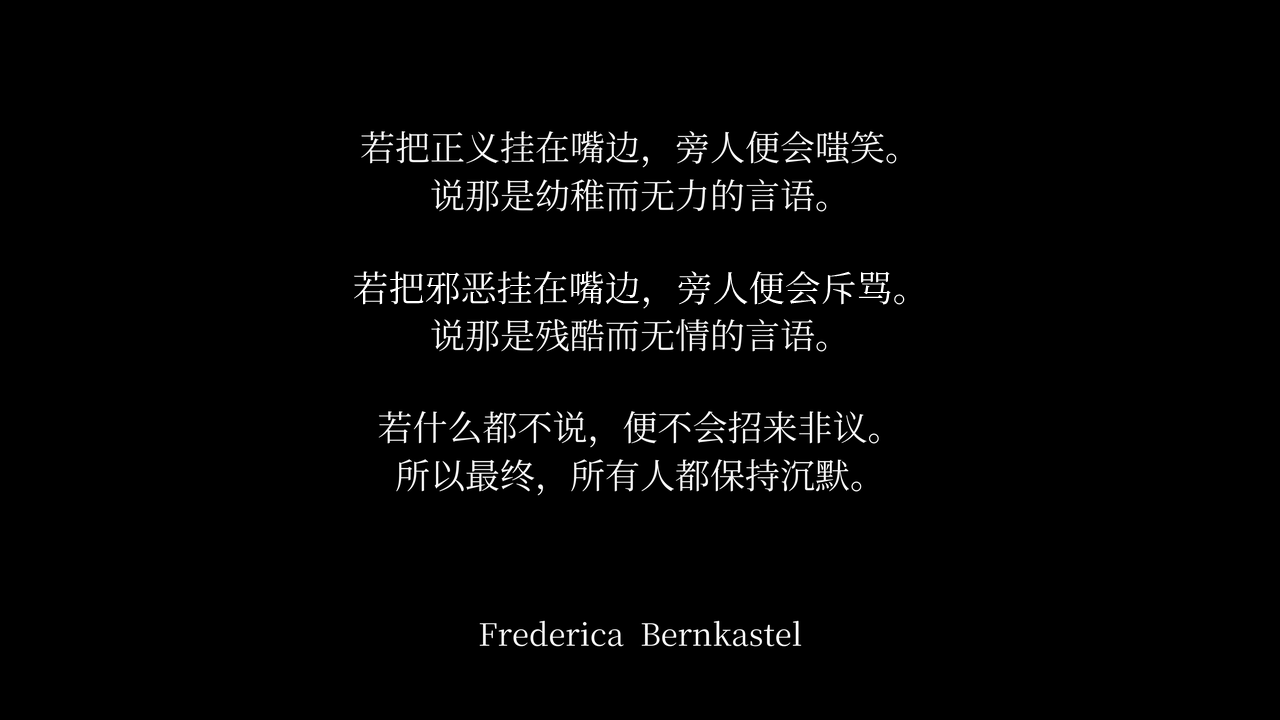 若把正义挂在嘴边，旁人便会嗤笑。
说那是幼稚而无力的言语。
若把邪恶挂在嘴边，旁人便会斥骂。
说那是残酷而无情的言语。
若什么都不说，便不会招来非议。
所以最终，所有人都保持沉默。
Frederica Bernkastel